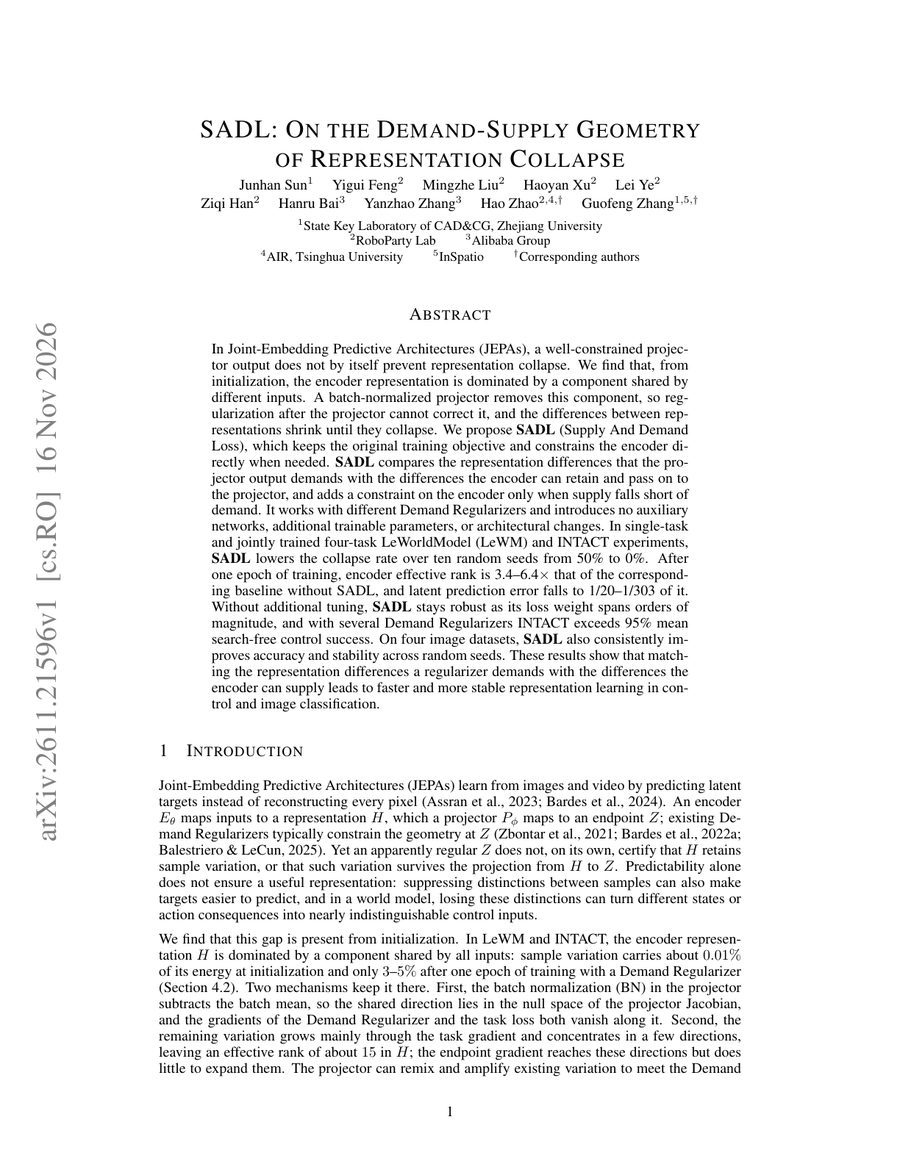 SADL: ON THE DEMAND-SUPPLY GEOMETRY
OF REPRESENTATION COLLAPSE
Junhan Sun¹ Yigui Feng² Mingzhe Liu² Haoyan Xu² Lei Ye²
Ziqi Han² Hanru Bai³ Yanzhao Zhang³ Hao Zhao²,⁴,† Guofeng Zhang¹,⁵,†
¹State Key Laboratory of CAD&CG, Zhejiang University
²RoboParty Lab ³Alibaba Group
⁴AIR, Tsinghua University ⁵InSpatio †Corresponding authors
ABSTRACT
In Joint-Embedding Predictive Architectures (JEPAs), a well-constrained projec-
tor output does not by itself prevent representation collapse. We find that, from
initialization, the encoder representation is dominated by a component shared by
different inputs. A batch-normalized projector removes this component, so reg-
ularization after the projector cannot correct it, and the differences between rep-
resentations shrink until they collapse. We propose SADL (Supply And Demand
Loss), which keeps the original training objective and constrains the encoder di-
rectly when needed. SADL compares the representation differences that the pro-
jector output demands with the differences the encoder can retain and pass on to
the projector, and adds a constraint on the encoder only when supply falls short of
demand. It works with different Demand Regularizers and introduces no auxiliary
networks, additional trainable parameters, or architectural changes. In single-task
and jointly trained four-task LeWorldModel (LeWM) and INTACT experiments,
SADL lowers the collapse rate over ten random seeds from 50% to 0%. After
one epoch of training, encoder effective rank is 3.4–6.4× that of the correspond-
ing baseline without SADL, and latent prediction error falls to 1/20–1/303 of it.
Without additional tuning, SADL stays robust as its loss weight spans orders of
magnitude, and with several Demand Regularizers INTACT exceeds 95% mean
search-free control success. On four image datasets, SADL also consistently im-
proves accuracy and stability across random seeds. These results show that match-
ing the representation differences a regularizer demands with the differences the
encoder can supply leads to faster and more stable representation learning in con-
trol and image classification.
1 INTRODUCTION
Joint-Embedding Predictive Architectures (JEPAs) learn from images and video by predicting latent
targets instead of reconstructing every pixel (Assran et al., 2023; Bardes et al., 2024). An encoder
E_θ maps inputs to a representation H, which a projector P_ϕ maps to an endpoint Z; existing De-
mand Regularizers typically constrain the geometry at Z (Zbontar et al., 2021; Bardes et al., 2022a;
Balestriero & LeCun, 2025). Yet an apparently regular Z does not, on its own, certify that H retains
sample variation, or that such variation survives the projection from H to Z. Predictability alone
does not ensure a useful representation: suppressing distinctions between samples can also make
targets easier to predict, and in a world model, losing these distinctions can turn different states or
action consequences into nearly indistinguishable control inputs.
We find that this gap is present from initialization. In LeWM and INTACT, the encoder represen-
tation H is dominated by a component shared by all inputs: sample variation carries about 0.01%
of its energy at initialization and only 3–5% after one epoch of training with a Demand Regularizer
(Section 4.2). Two mechanisms keep it there. First, the batch normalization (BN) in the projector
subtracts the batch mean, so the shared direction lies in the null space of the projector Jacobian,
and the gradients of the Demand Regularizer and the task loss both vanish along it. Second, the
remaining variation grows mainly through the task gradient and concentrates in a few directions,
leaving an effective rank of about 15 in H; the endpoint gradient reaches these directions but does
little to expand them. The projector can remix and amplify existing variation to meet the Demand
1
arXiv:2611.21596v1 [cs.RO] 16 Nov 2026